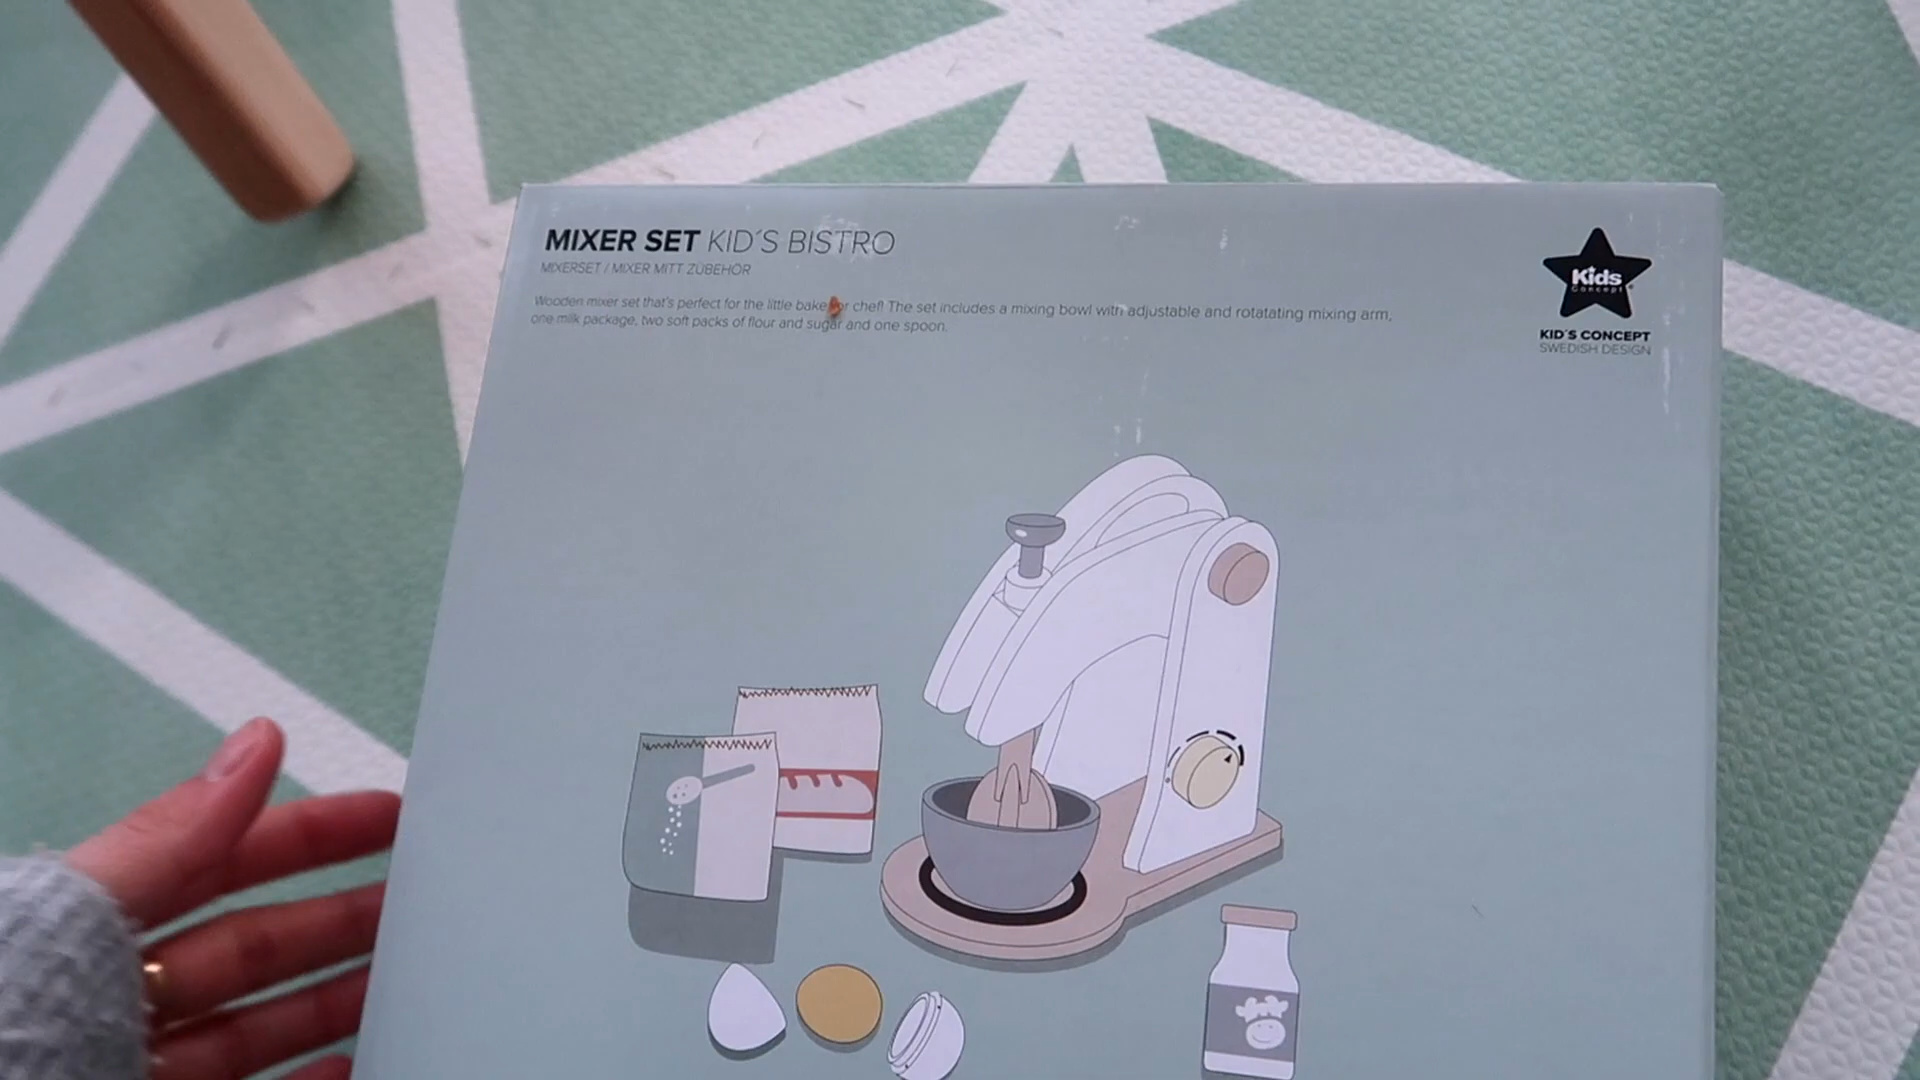 MIXER SET KID´S BISTRO
MIXERSET / MIXER MITT ZUBEHÖR
Wooden mixer set that's perfect for the little baker or chef! The set includes a mixing bowl with adjustable and rotatating mixing arm,
one milk package, two soft packs of flour and sugar and one spoon.
Kids
Concept
KID´S CONCEPT
SWEDISH DESIGN